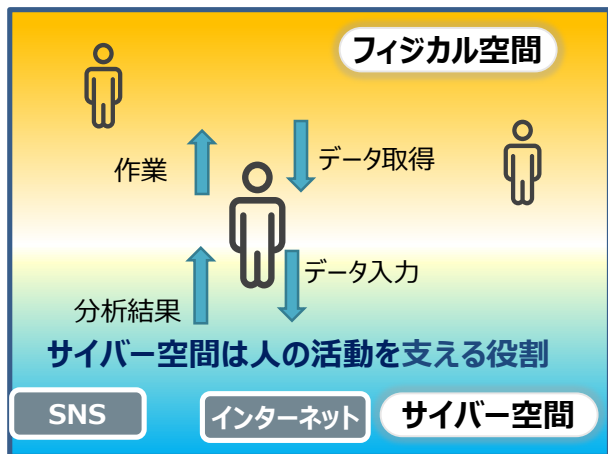 フィジカル空間
作業
データ取得
データ入力
分析結果
サイバー空間は人の活動を支える役割
SNS
インターネット
サイバー空間